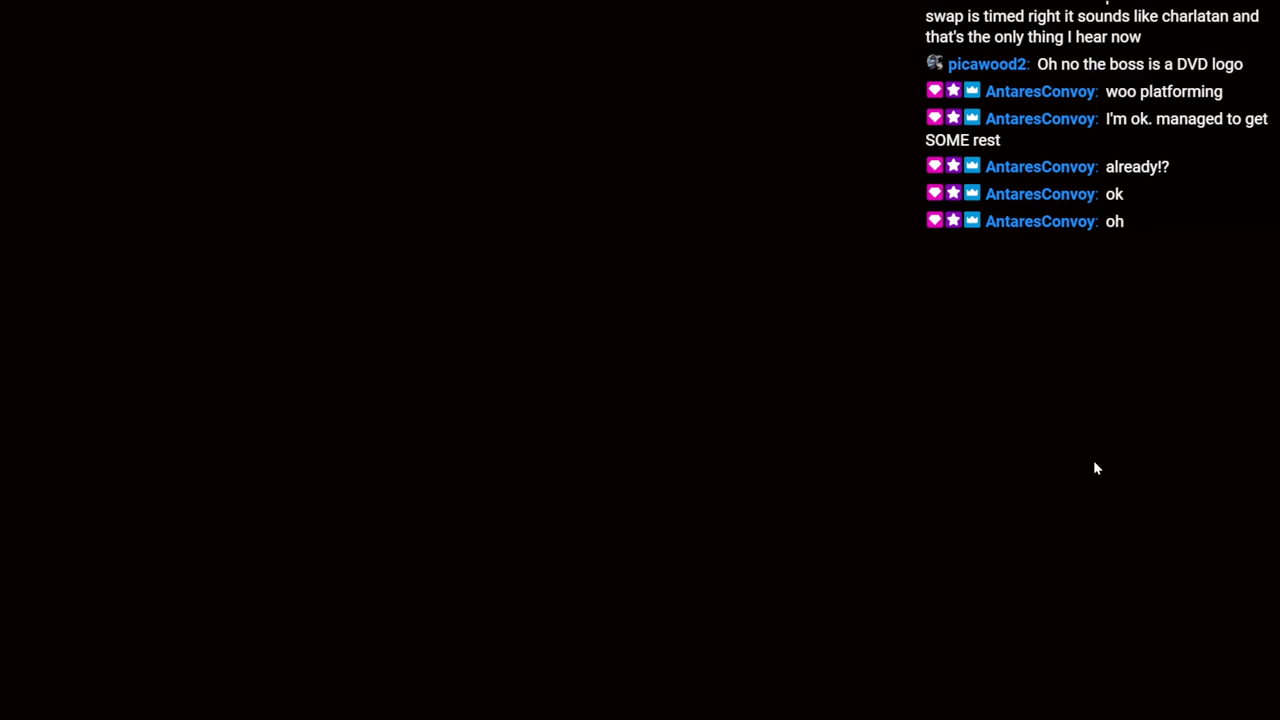 swap is timed right it sounds like charlatan and
that's the only thing I hear now
picawood2: Oh no the boss is a DVD logo
AntaresConvoy: woo platforming
AntaresConvoy: I'm ok. managed to get
SOME rest
AntaresConvoy: already!?
AntaresConvoy: ok
AntaresConvoy: oh